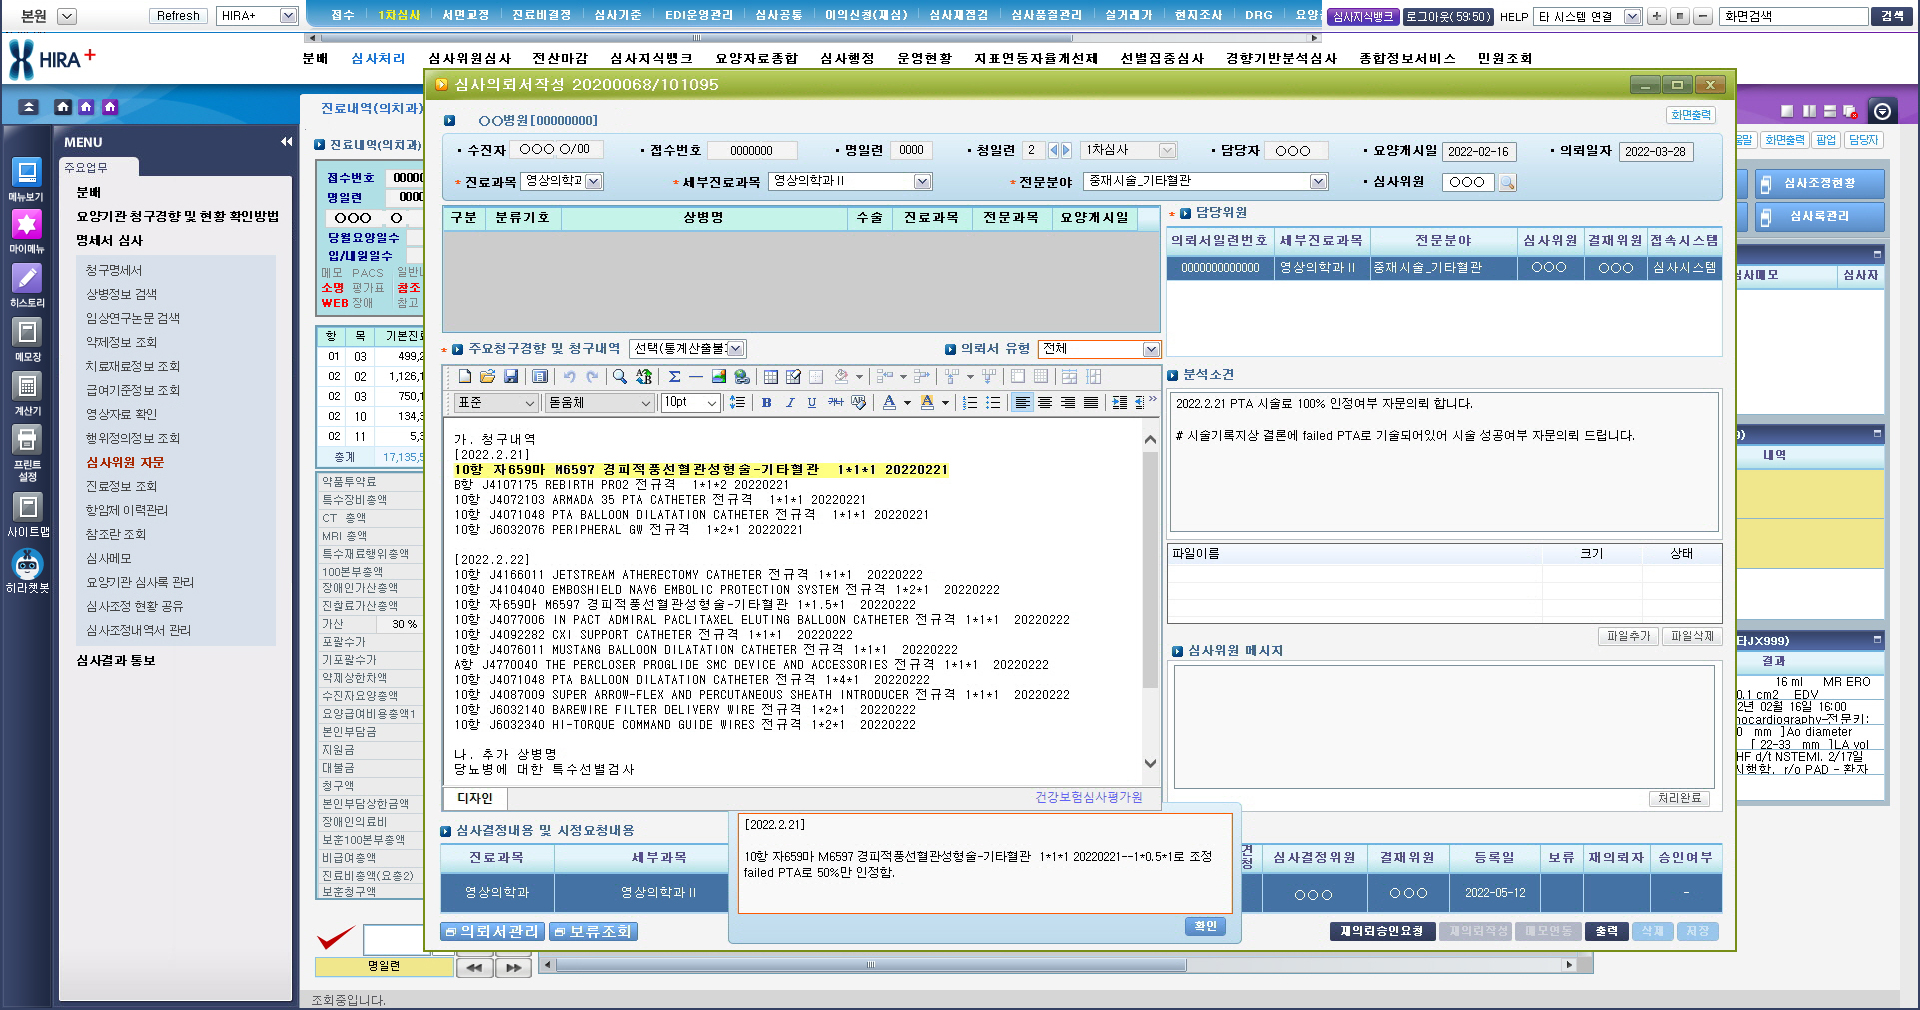 본원 Refresh HIRA+ 접수 1차심사 서면교정 진료비결정 심사기준 EDI운영관리 심사공통 이의신청(재심) 심사재점검 심사품질관리 실거래가 현지조사 DRG 요양 심사지식뱅크 로그아웃(59:50) HELP 타 시스템 연결 화면검색 검색
HIRA+ 분배 심사처리 심사위원심사 전산마감 심사지식뱅크 요양자료종합 심사행정 운영현황 지표연동자율개선제 선별집중심사 경향기반분석심사 종합정보서비스 민원조회
MENU
주요업무
분배
요양기관 청구경향 및 현황 확인방법
명세서 심사
청구명세서
상병정보 검색
임상연구논문 검색
약제정보 조회
치료재료정보 조회
급여기준정보 조회
영상자료 확인
행위정의정보 조회
심사위원 자문
진료정보 조회
항암제 이력관리
참조란 조회
심사메모
요양기관 심사록 관리
심사조정 현황 공유
심사조정내역서 관리
심사결과 통보
메뉴보기
마이메뉴
히스토리
메모장
계산기
프린트
설정
사이트맵
히라챗봇
진료내역(의치과)
진료내역(의치과)
접수번호 0000
명일련 000
○○○ ○
당월요양일수
입/내원일수
메모 PACS 일반내
소명 평가표 참조
WEB 장애 참고
항 목 기본진료
01 03 499,2
02 02 1,126,1
02 03 750,1
02 10 134,3
02 11 5,3
총계 17,135,5
약품투약료
특수장비총액
CT 총액
MRI 총액
특수재료행위총액
100본부총액
장애인가산총액
진찰료가산총액
가산 30 %
포괄수가
기포괄수가
약제상한차액
수진자요양총액
요양급여비용총액1
본인부담금
지원금
대불금
청구액
본인부담상한금액
장애인의료비
보훈100본부총액
비급여총액
진료비총액(요총2)
보훈청구액
명일련
조회중입니다.
심사의뢰서작성 20200068/101095
○○병원[00000000] 화면출력
수진자 ○○○ ○/00 접수번호 0000000 명일련 0000 청일련 2 1차심사 담당자 ○○○ 요양개시일 2022-02-16 의뢰일자 2022-03-28
*진료과목 영상의학과 *세부진료과목 영상의학과Ⅱ *전문분야 중재시술_기타혈관 심사위원 ○○○
구분 분류기호 상병명 수술 진료과목 전문과목 요양개시일
* 담당위원
의뢰서일련번호 세부진료과목 전문분야 심사위원 결재위원 접속시스템
0000000000000 영상의학과Ⅱ 중재시술_기타혈관 ○○○ ○○○ 심사시스템
* 주요청구경향 및 청구내역 선택(통계산출불가 의뢰서 유형 전체
표준 돋움체 10pt B I U 가나 A A
가. 청구내역
[2022.2.21]
10항 자659마 M6597 경피적풍선혈관성형술-기타혈관 1*1*1 20220221
B항 J4107175 REBIRTH PRO2 전규격 1*1*2 20220221
10항 J4072103 ARMADA 35 PTA CATHETER 전규격 1*1*1 20220221
10항 J4071048 PTA BALLOON DILATATION CATHETER 전규격 1*1*1 20220221
10항 J6032076 PERIPHERAL GW 전규격 1*2*1 20220221
[2022.2.22]
10항 J4166011 JETSTREAM ATHERECTOMY CATHETER 전규격 1*1*1 20220222
10항 J4104040 EMBOSHIELD NAV6 EMBOLIC PROTECTION SYSTEM 전규격 1*2*1 20220222
10항 자659마 M6597 경피적풍선혈관성형술-기타혈관 1*1.5*1 20220222
10항 J4077006 IN PACT ADMIRAL PACLITAXEL ELUTING BALLOON CATHETER 전규격 1*1*1 20220222
10항 J4092282 CXI SUPPORT CATHETER 전규격 1*1*1 20220222
10항 J4076011 MUSTANG BALLOON DILATATION CATHETER 전규격 1*1*1 20220222
A항 J4770040 THE PERCLOSER PROGLIDE SMC DEVICE AND ACCESSORIES 전규격 1*1*1 20220222
10항 J4071048 PTA BALLOON DILATATION CATHETER 전규격 1*4*1 20220222
10항 J4087009 SUPER ARROW-FLEX AND PERCUTANEOUS SHEATH INTRODUCER 전규격 1*1*1 20220222
10항 J6032140 BAREWIRE FILTER DELIVERY WIRE 전규격 1*2*1 20220222
10항 J6032340 HI-TORQUE COMMAND GUIDE WIRES 전규격 1*2*1 20220222
나. 추가 상병명
당뇨병에 대한 특수선별검사
디자인 건강보험심사평가원
분석소견
2022.2.21 PTA 시술료 100% 인정여부 자문의뢰 합니다.
# 시술기록지상 결론에 failed PTA로 기술되어있어 시술 성공여부 자문의뢰 드립니다.
파일이름 크기 상태
파일추가 파일삭제
심사위원 메시지
처리완료
심사결정내용 및 시정요청내용
진료과목 세부과목 심사결정위원 결재위원 등록일 보류 재의뢰자 승인여부
영상의학과 영상의학과Ⅱ ○○○ ○○○ 2022-05-12 -
[2022.2.21]
10항 자659마 M6597 경피적풍선혈관성형술-기타혈관 1*1*1 20220221--1*0.5*1로 조정
failed PTA로 50%만 인정함.
확인
의뢰서관리 보류조회 재의뢰승인요청 재의뢰작성 메모연동 출력 삭제 저장
움말 화면출력 팝업 담당자
심사조정현황
심사록관리
심사메모 심사자
내역
타JX999)
결과
16 ml MR ERO
0.1 cm2 EDV
2년 02월 16일 16:00
nocardiography-전문키:
0 mm ]Ao diameter
[ 22-33 mm ]LA vol
HF d/t NSTEMI. 2/17일
시행함. r/o PAD - 환자